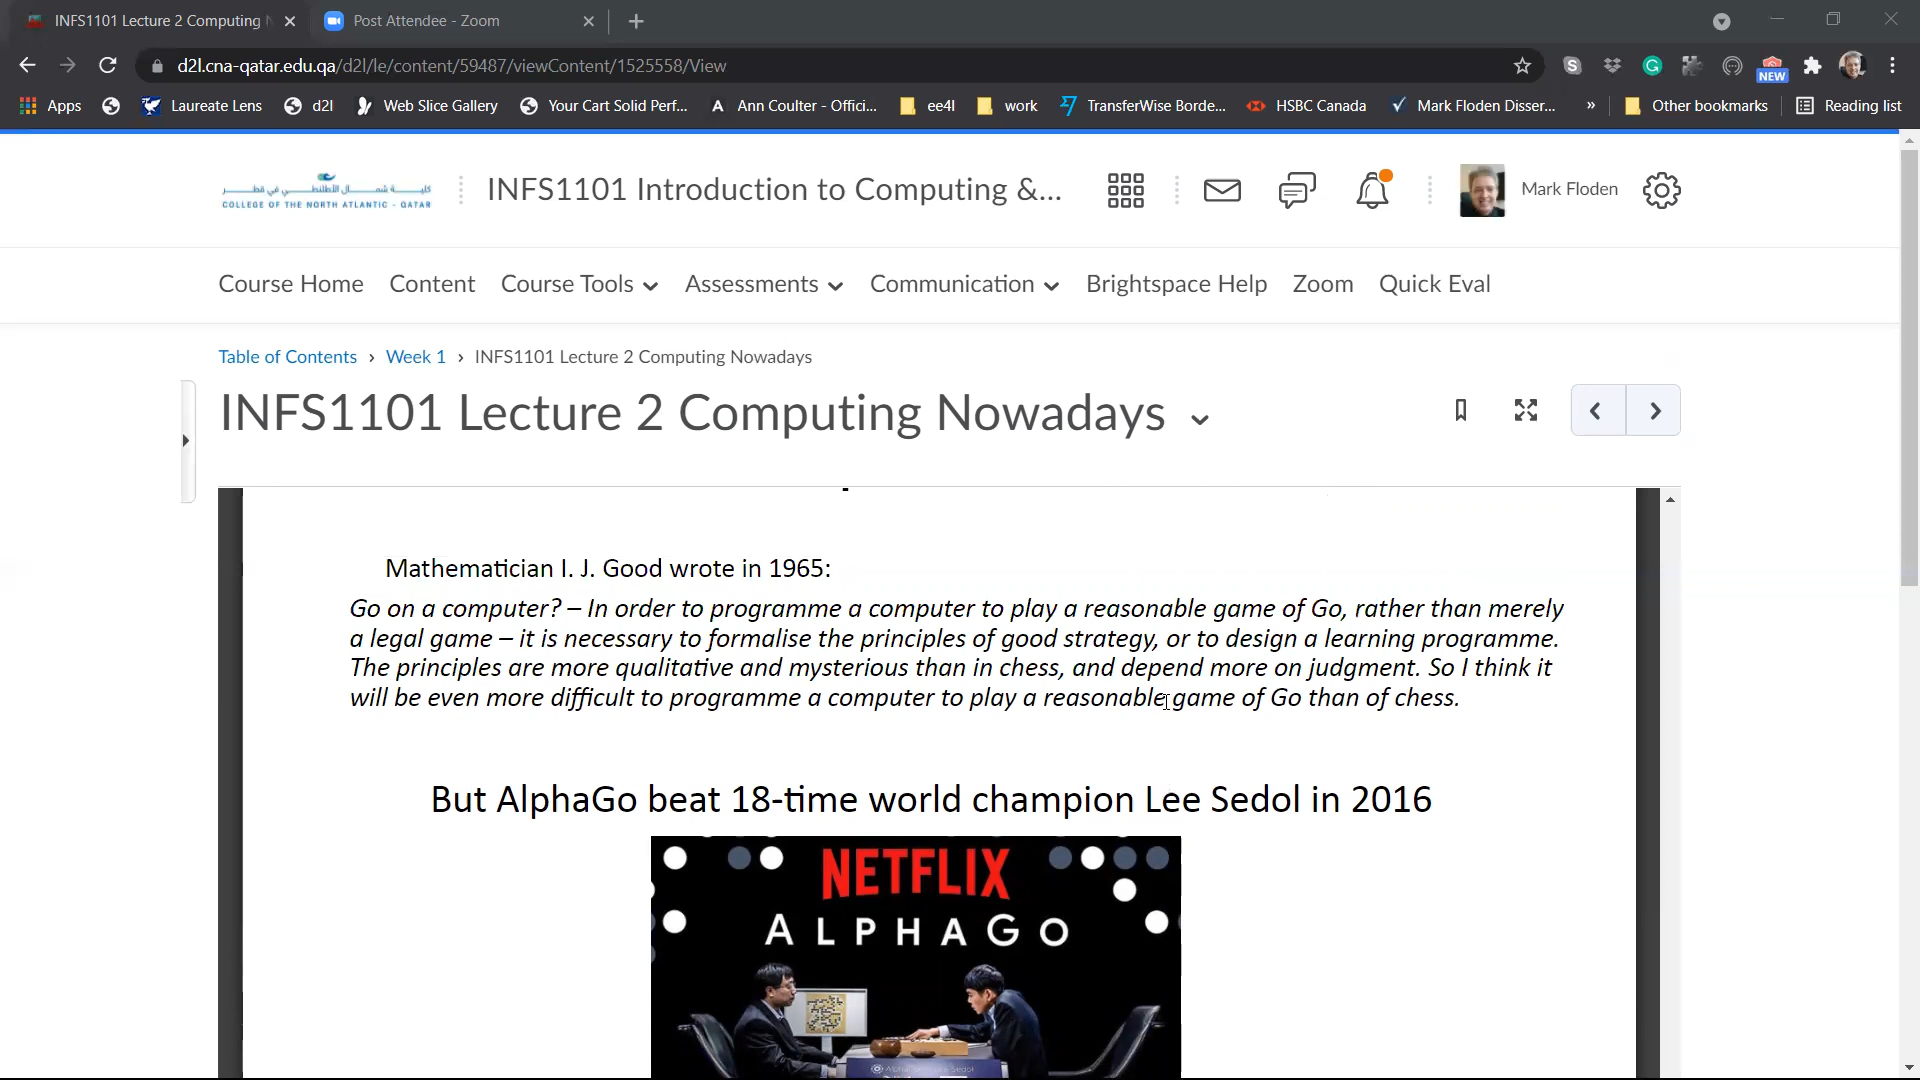 INFS1101 Lecture 2 Computing N
Post Attendee - Zoom
d2l.cna-qatar.edu.qa/d2l/le/content/59487/viewContent/1525558/View
NEW
Apps
Laureate Lens
d2l
Web Slice Gallery
Your Cart Solid Perf...
Ann Coulter - Offici...
ee4l
work
TransferWise Borde...
HSBC Canada
Mark Floden Disser...
»
Other bookmarks
Reading list
كلية شمال الأطلنطي في قطر
COLLEGE OF THE NORTH ATLANTIC - QATAR
INFS1101 Introduction to Computing &...
Mark Floden
Course Home
Content
Course Tools
Assessments
Communication
Brightspace Help
Zoom
Quick Eval
Table of Contents › Week 1 › INFS1101 Lecture 2 Computing Nowadays
INFS1101 Lecture 2 Computing Nowadays
Mathematician I. J. Good wrote in 1965:
Go on a computer? – In order to programme a computer to play a reasonable game of Go, rather than merely
a legal game – it is necessary to formalise the principles of good strategy, or to design a learning programme.
The principles are more qualitative and mysterious than in chess, and depend more on judgment. So I think it
will be even more difficult to programme a computer to play a reasonable game of Go than of chess.
But AlphaGo beat 18-time world champion Lee Sedol in 2016
NETFLIX
ALPHAGO